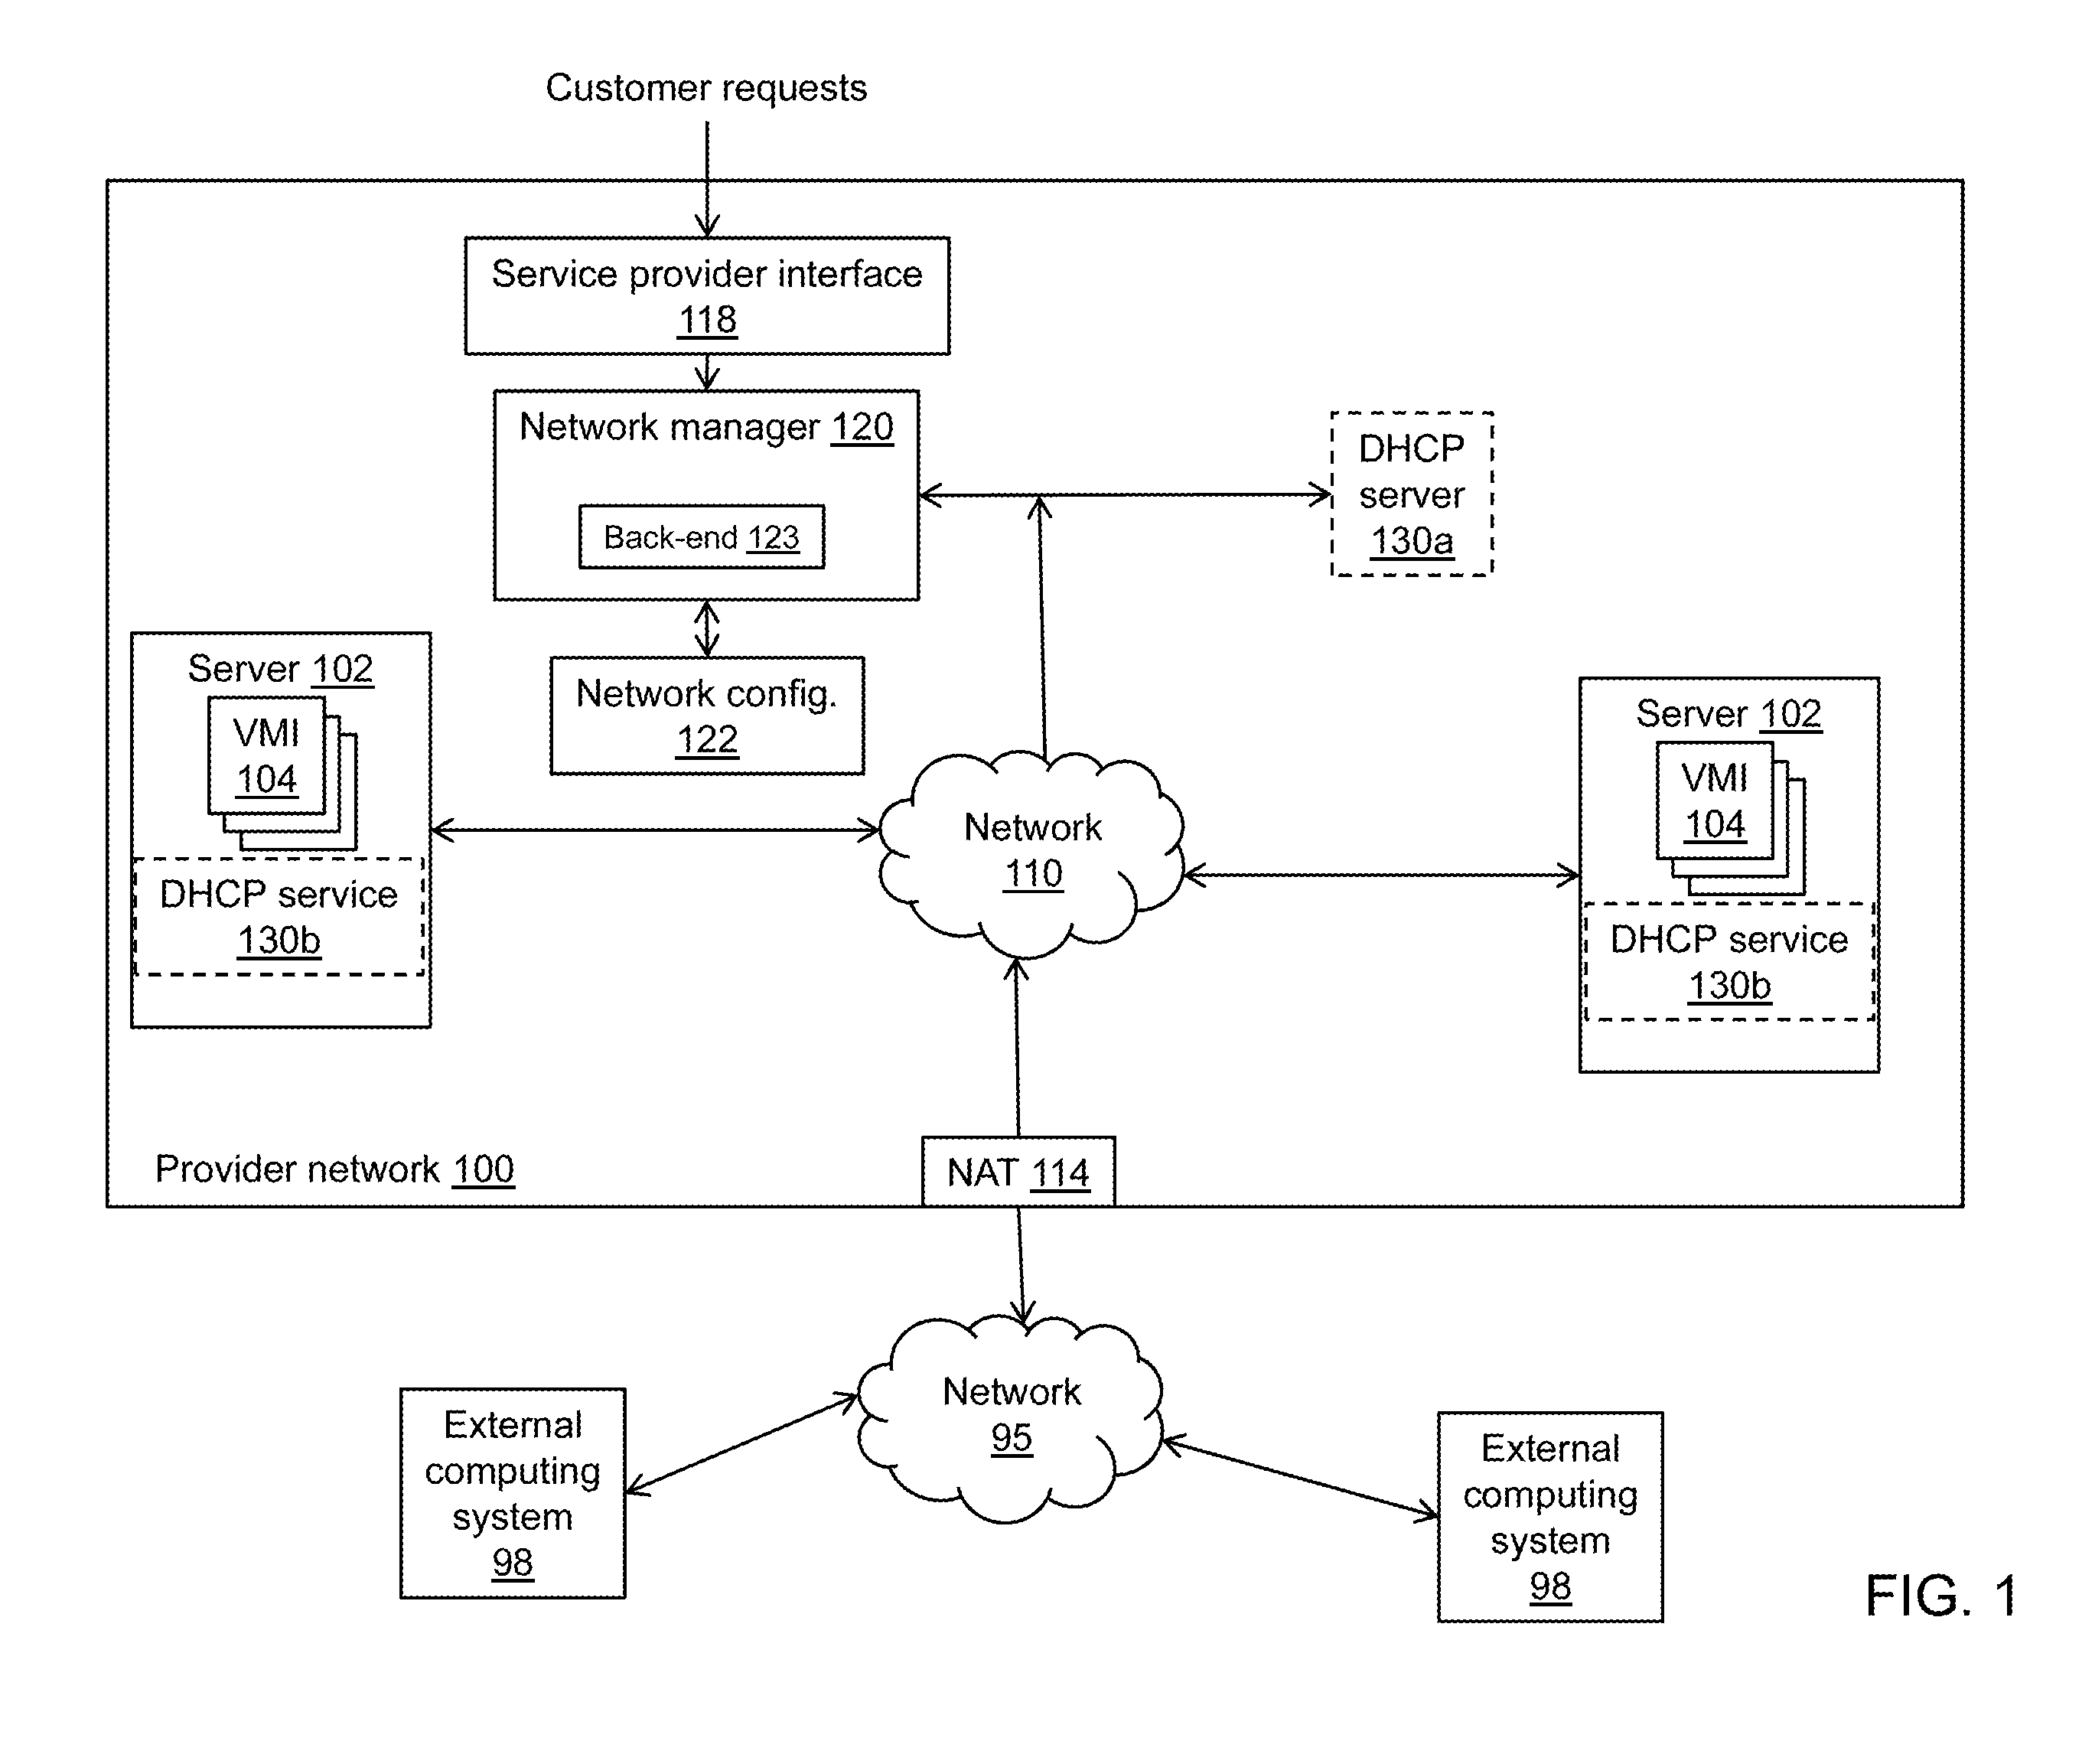 Customer requests
Service provider interface
118
Network manager 120
Back-end 123
DHCP
server
130a
Network config.
122
Server 102
VMI
104
DHCP service
130b
Network
110
Server 102
VMI
104
DHCP service
130b
Provider network 100
NAT 114
Network
95
External
computing
system
98
External
computing
system
98
FIG. 1